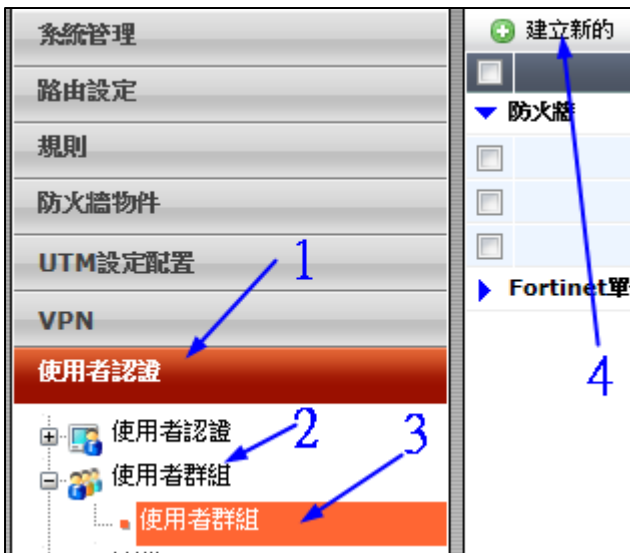 系統管理
路由設定
規則
防火牆物件
UTM設定配置
VPN
使用者認證
使用者認證
使用者群組
使用者群組
建立新的
防火牆
Fortinet單
1
2
3
4